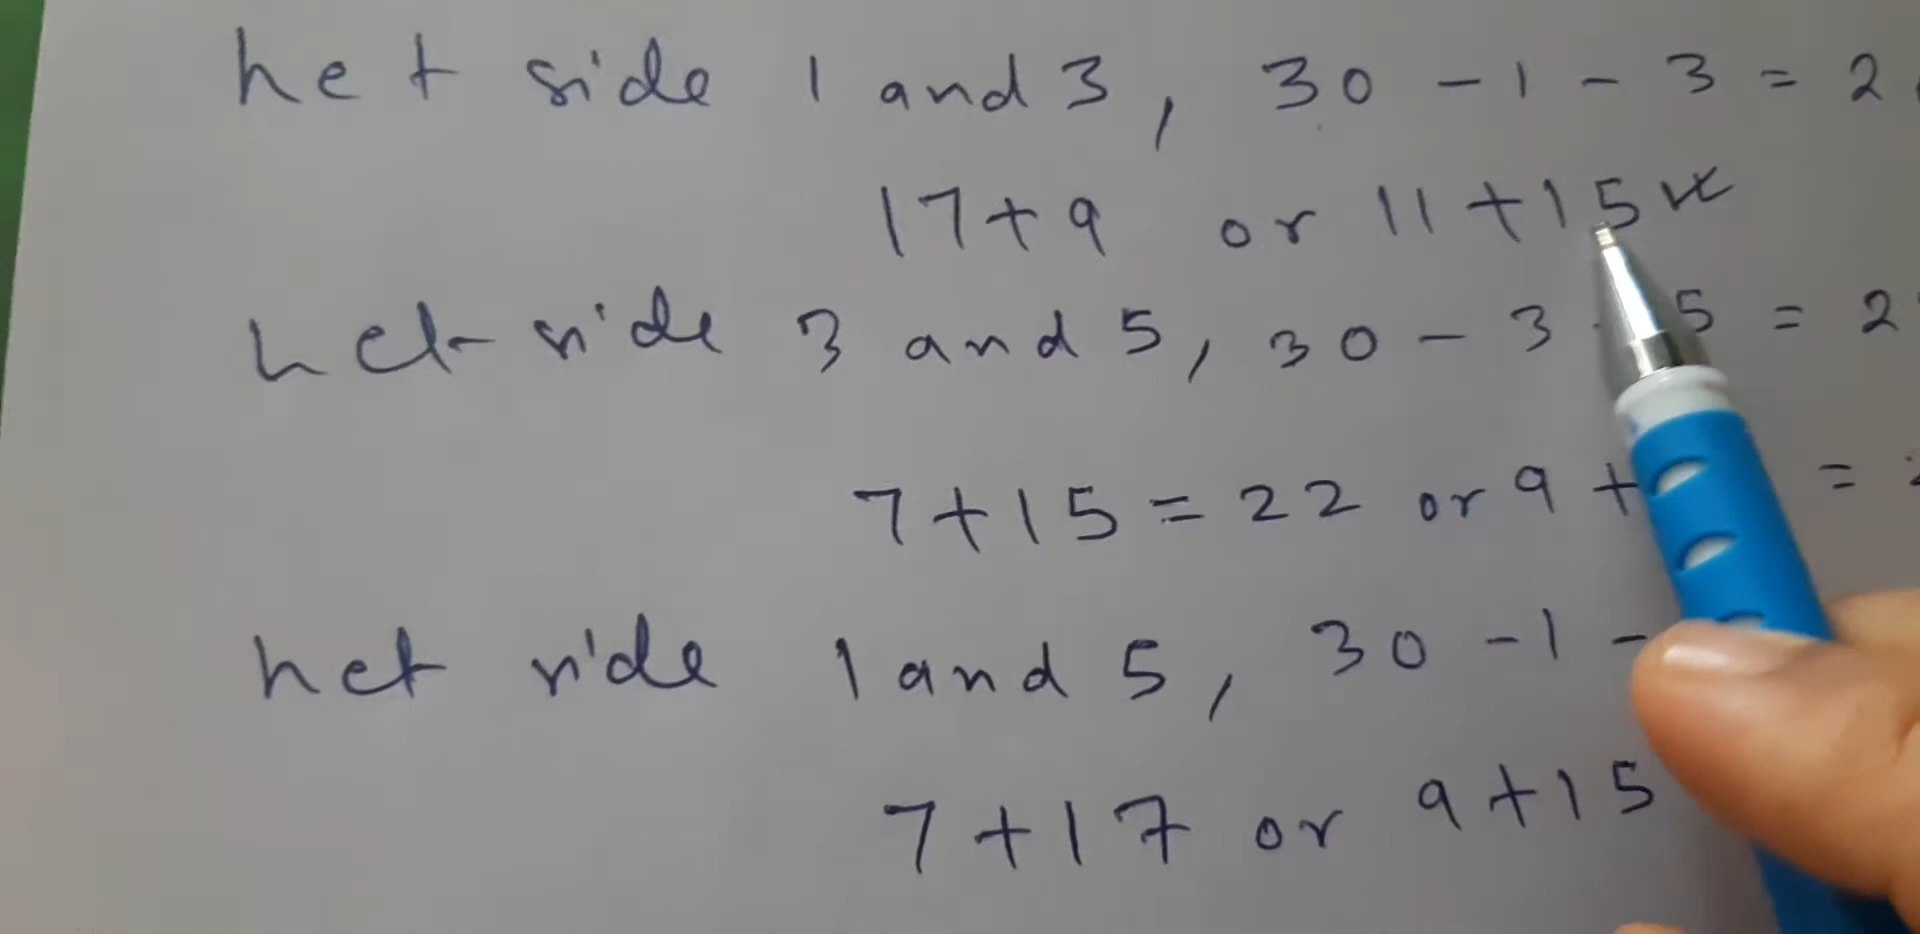 het side 1 and 3, 30 - 1 - 3 = 2
17 + 9 or 11 + 15
het side 3 and 5, 30 - 3 5 = 2
7 + 15 = 22 or 9 + =
het side 1 and 5, 30 - 1 -
7 + 17 or 9 + 15